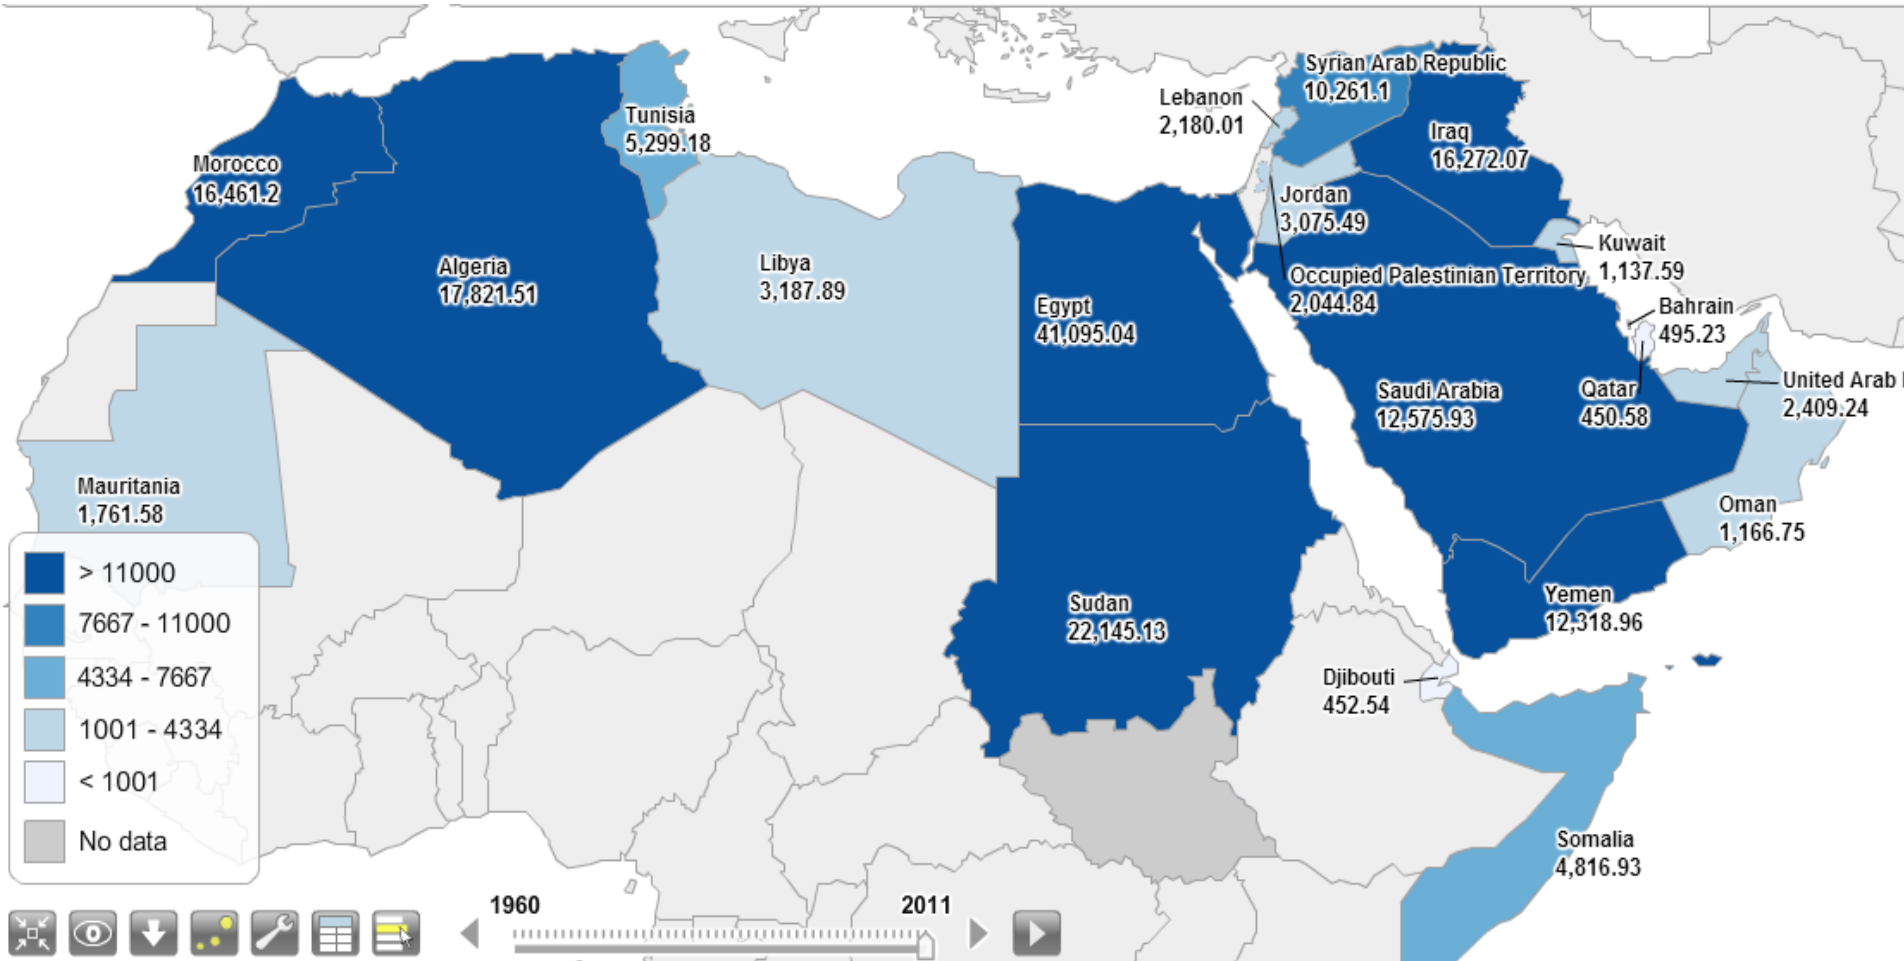 Syrian Arab Republic
10,261.1
Lebanon
2,180.01
Tunisia
5,299.18
Iraq
16,272.07
Morocco
16,461.2
Jordan
3,075.49
Kuwait
1,137.59
Algeria
17,821.51
Libya
3,187.89
Occupied Palestinian Territory
2,044.84
Egypt
41,095.04
Bahrain
495.23
Saudi Arabia
12,575.93
Qatar
450.58
United Arab
2,409.24
Mauritania
1,761.58
Oman
1,166.75
Sudan
22,145.13
Yemen
12,318.96
Djibouti
452.54
Somalia
4,816.93
> 11000
7667 - 11000
4334 - 7667
1001 - 4334
< 1001
No data
1960
2011